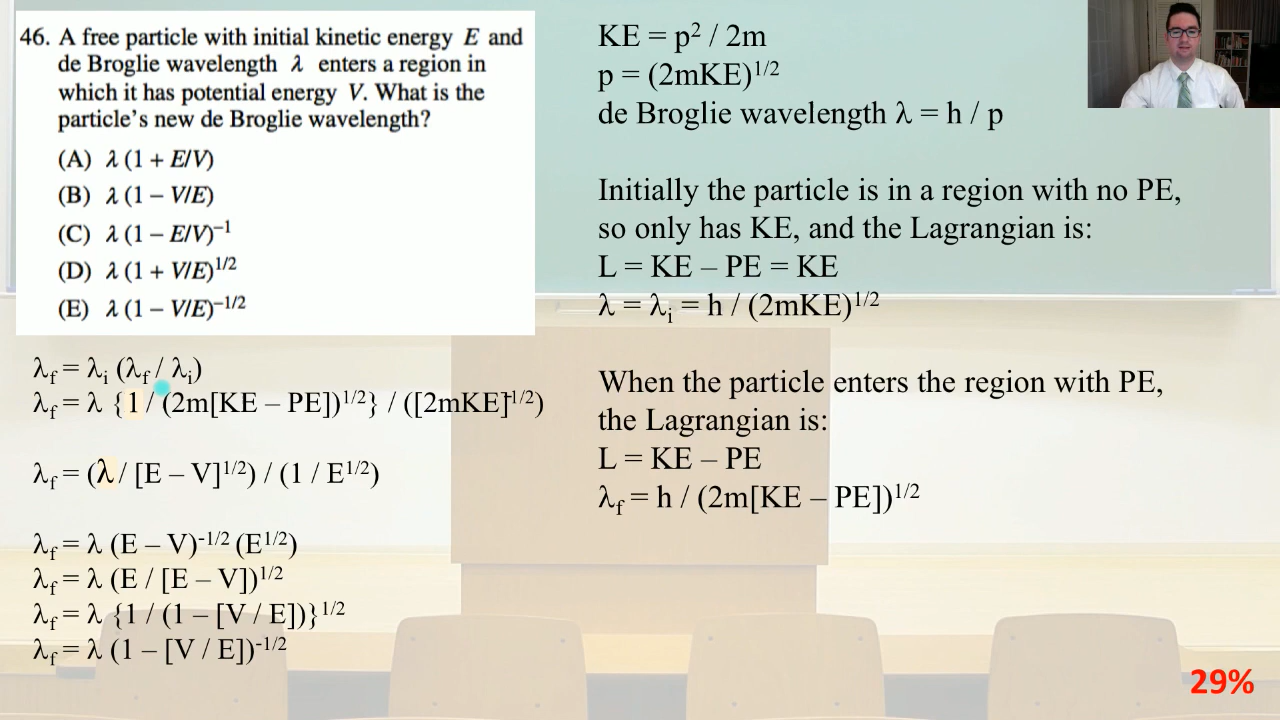 46. A free particle with initial kinetic energy E and
de Broglie wavelength λ enters a region in
which it has potential energy V. What is the
particle's new de Broglie wavelength?
(A) λ (1 + E/V)
(B) λ (1 – V/E)
(C) λ (1 – E/V)⁻¹
(D) λ (1 + V/E)¹/²
(E) λ (1 – V/E)⁻¹/²
λf = λi (λf / λi)
λf = λ {1 / (2m[KE – PE])¹/²} / ([2mKE]⁻¹/²)
λf = (λ / [E – V]¹/²) / (1 / E¹/²)
λf = λ (E – V)⁻¹/² (E¹/²)
λf = λ (E / [E – V])¹/²
λf = λ {1 / (1 – [V / E])}¹/²
λf = λ (1 – [V / E])⁻¹/²
KE = p² / 2m
p = (2mKE)¹/²
de Broglie wavelength λ = h / p
Initially the particle is in a region with no PE,
so only has KE, and the Lagrangian is:
L = KE – PE = KE
λ = λi = h / (2mKE)¹/²
When the particle enters the region with PE,
the Lagrangian is:
L = KE – PE
λf = h / (2m[KE – PE])¹/²
29%